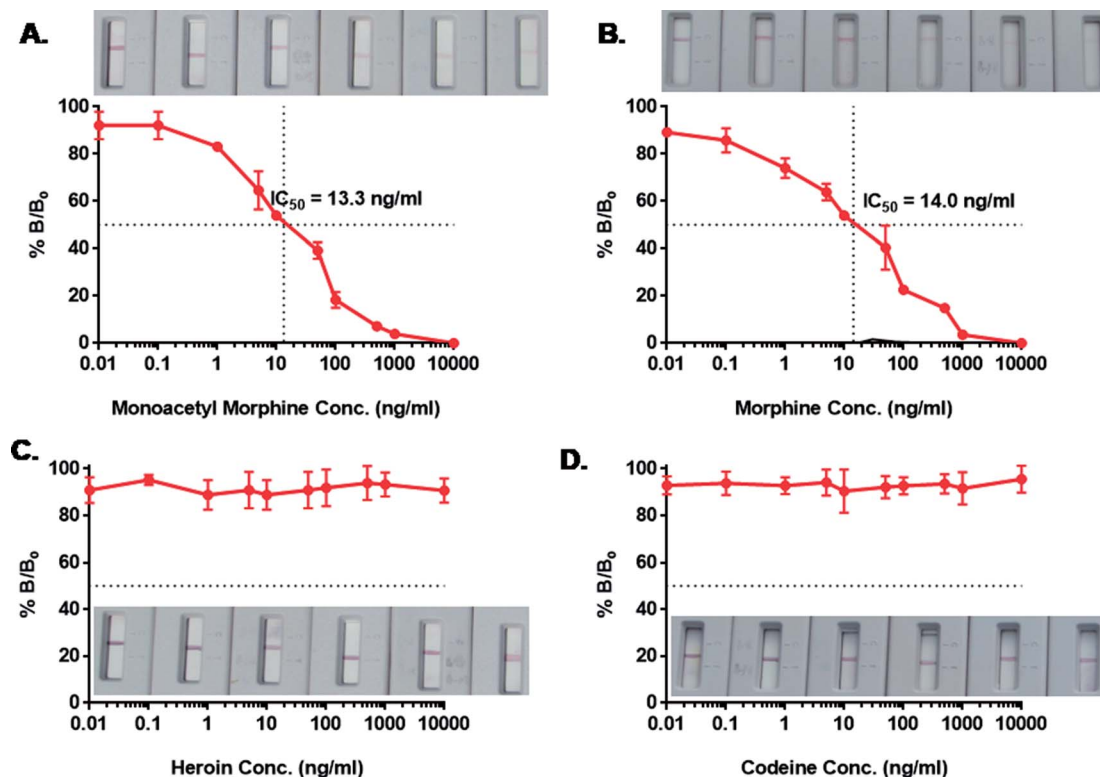 A.
100
80
60
40
20
0
% B/B₀
IC₅₀ = 13.3 ng/ml
0.01 0.1 1 10 100 1000 10000
Monoacetyl Morphine Conc. (ng/ml)
B.
100
80
60
40
20
0
% B/B₀
IC₅₀ = 14.0 ng/ml
0.01 0.1 1 10 100 1000 10000
Morphine Conc. (ng/ml)
C.
100
80
60
40
20
0
% B/B₀
0.01 0.1 1 10 100 1000 10000
Heroin Conc. (ng/ml)
D.
100
80
60
40
20
0
% B/B₀
0.01 0.1 1 10 100 1000 10000
Codeine Conc. (ng/ml)